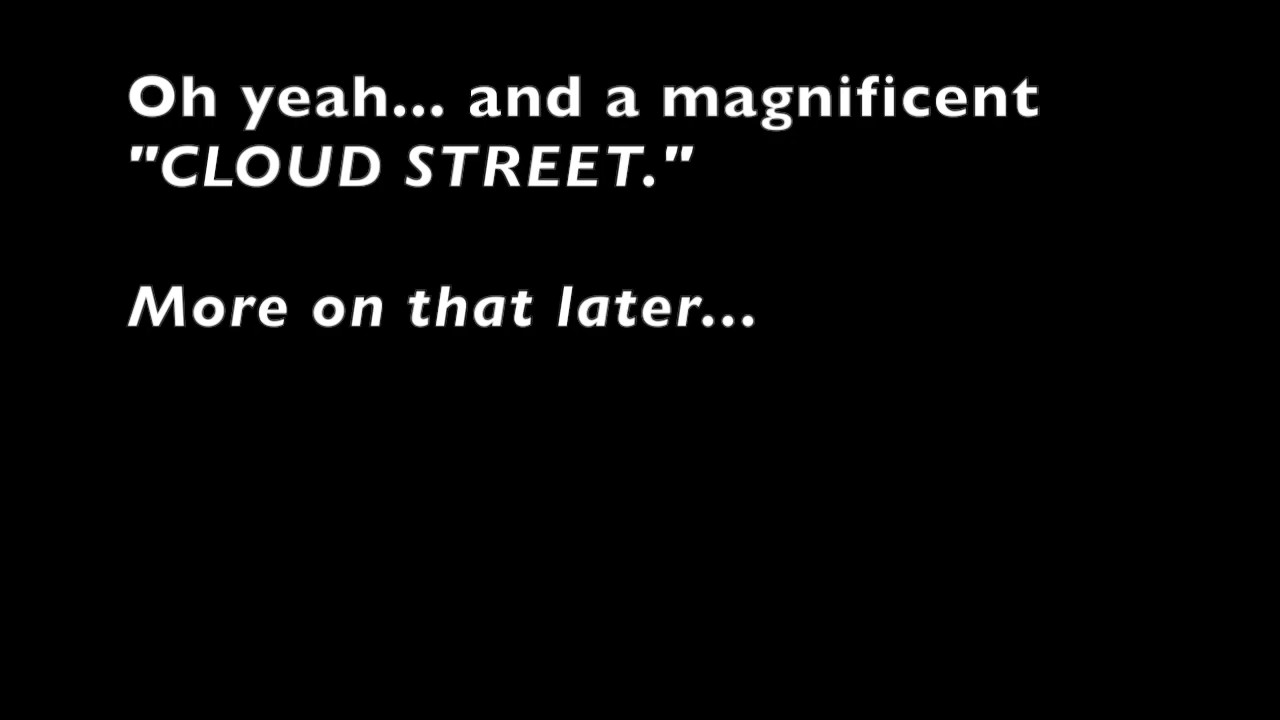 Oh yeah... and a magnificent
"CLOUD STREET."
More on that later...